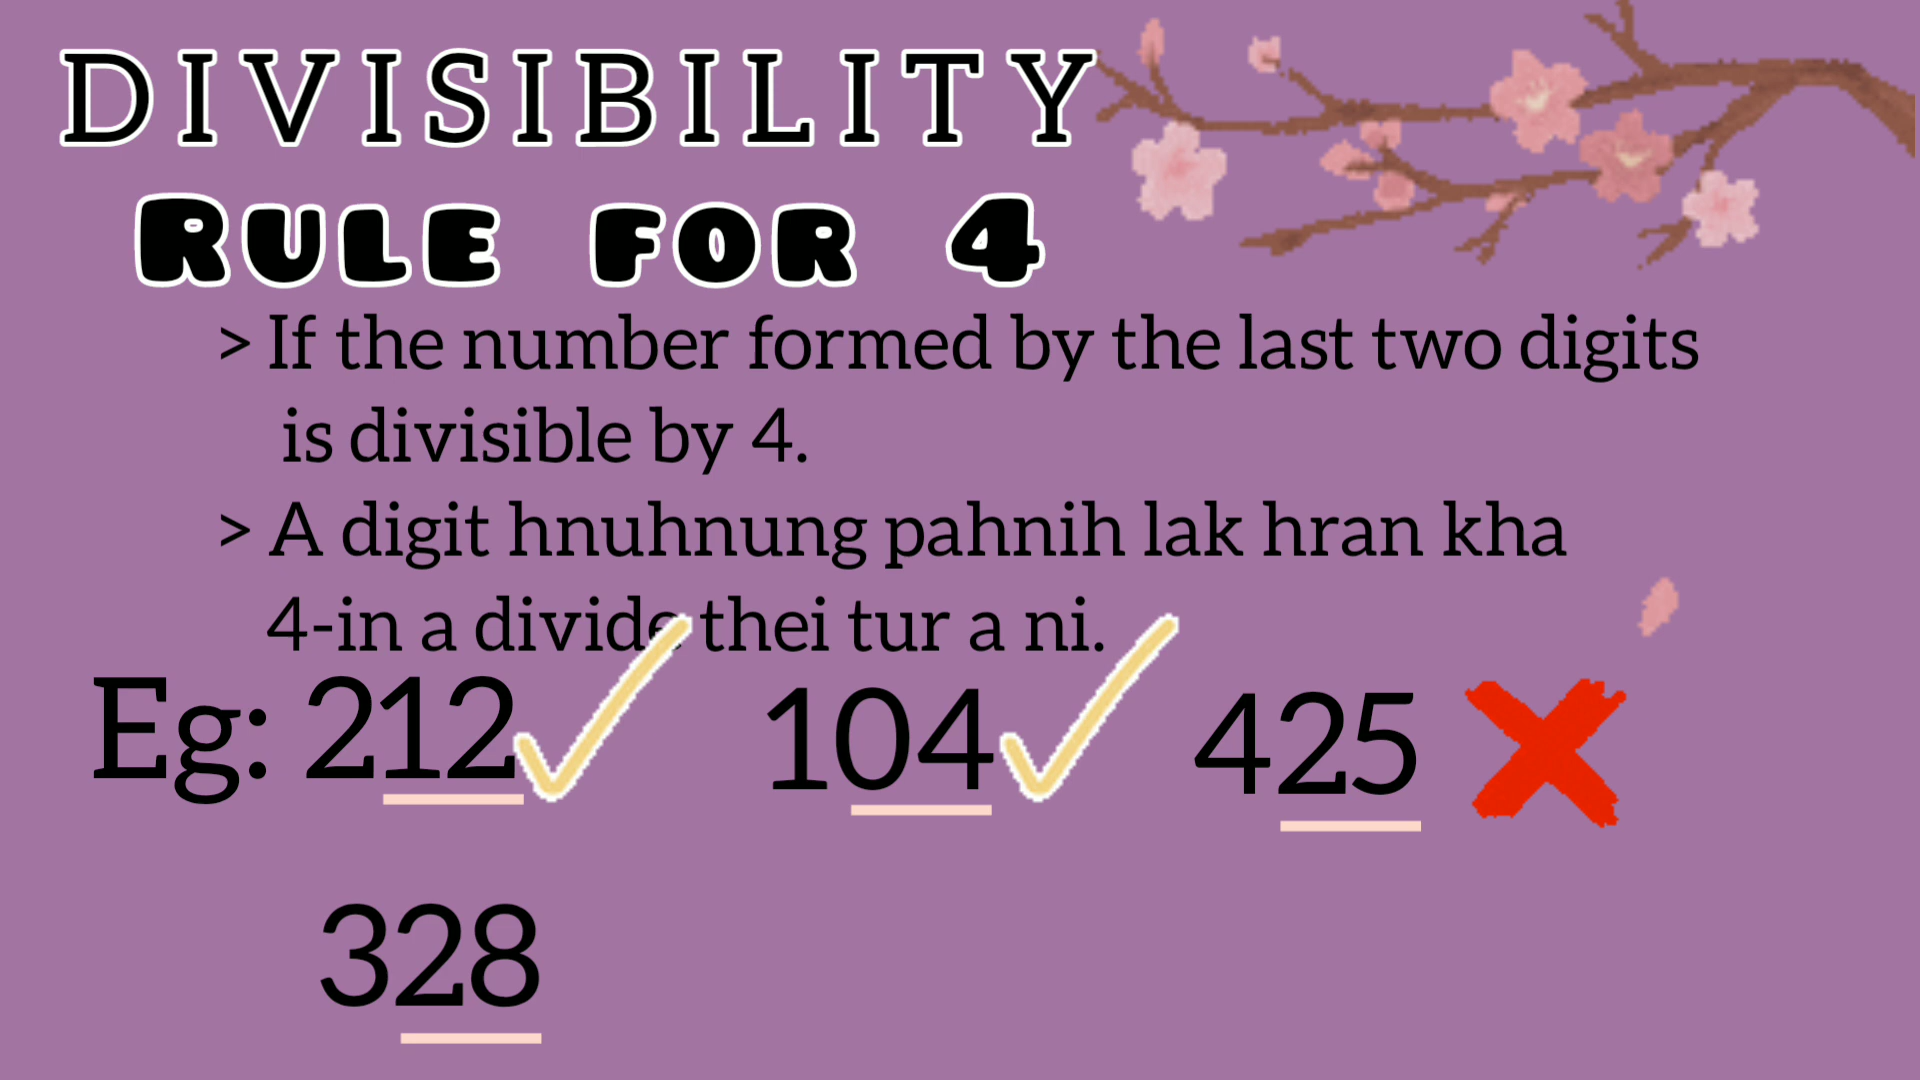 DIVISIBILITY
RULE FOR 4
> If the number formed by the last two digits
is divisible by 4.
> A digit hnuhnung pahnih lak hran kha
4-in a divide thei tur a ni.
Eg: 212 104 425
328